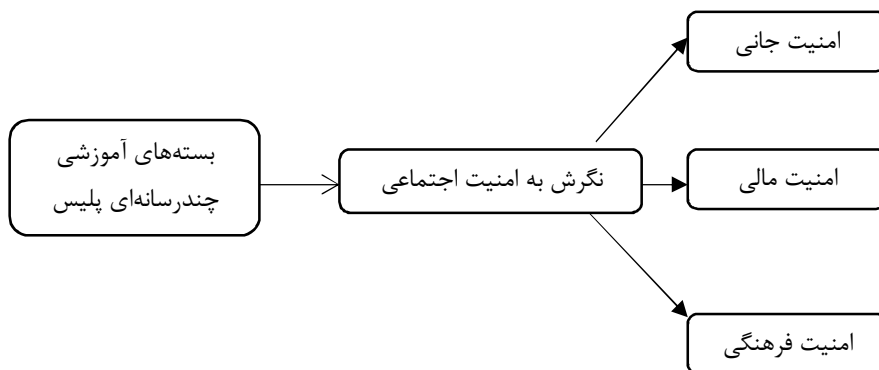 امنیت جانی
بسته‌های آموزشی
چندرسانه‌ای پلیس
نگرش به امنیت اجتماعی
امنیت مالی
امنیت فرهنگی